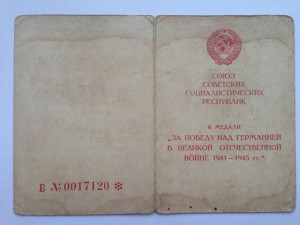 СОЮЗ
СОВЕТСКИХ
СОЦИАЛИСТИЧЕСКИХ
РЕСПУБЛИК
К МЕДАЛИ
„ЗА ПОБЕДУ НАД ГЕРМАНИЕЙ
В ВЕЛИКОЙ ОТЕЧЕСТВЕННОЙ
ВОЙНЕ 1941—1945 гг."
В №0017120 *